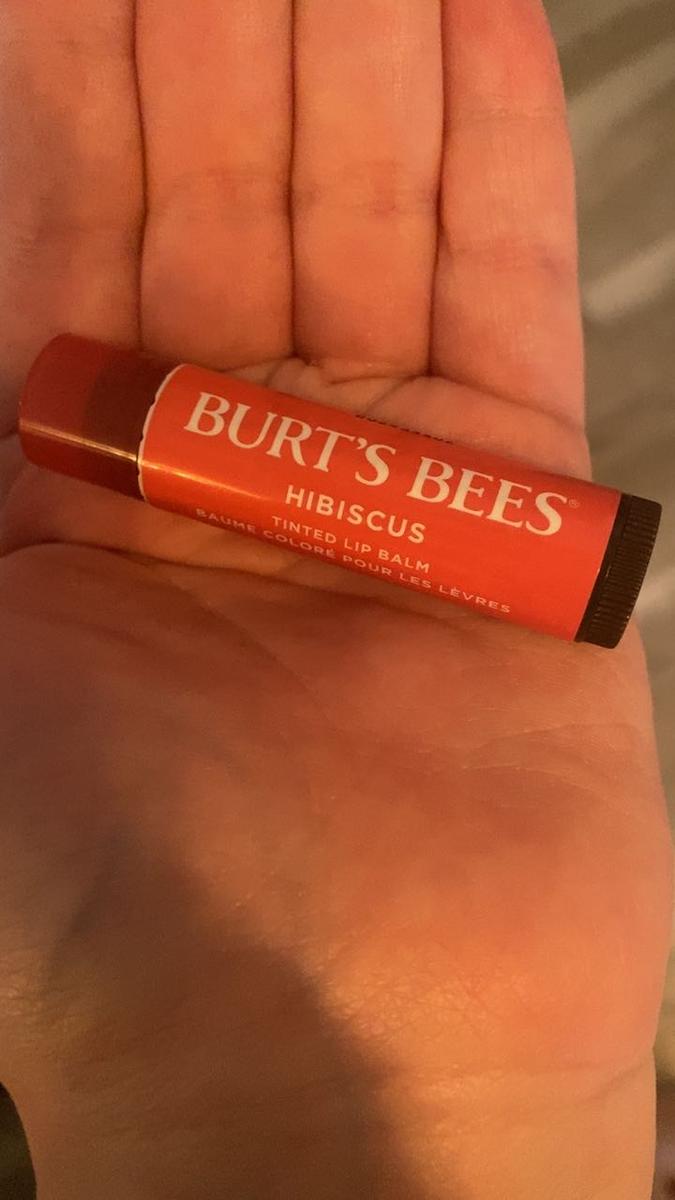 BURT'S BEES®
HIBISCUS
TINTED LIP BALM
BAUME COLORÉ POUR LES LÈVRES